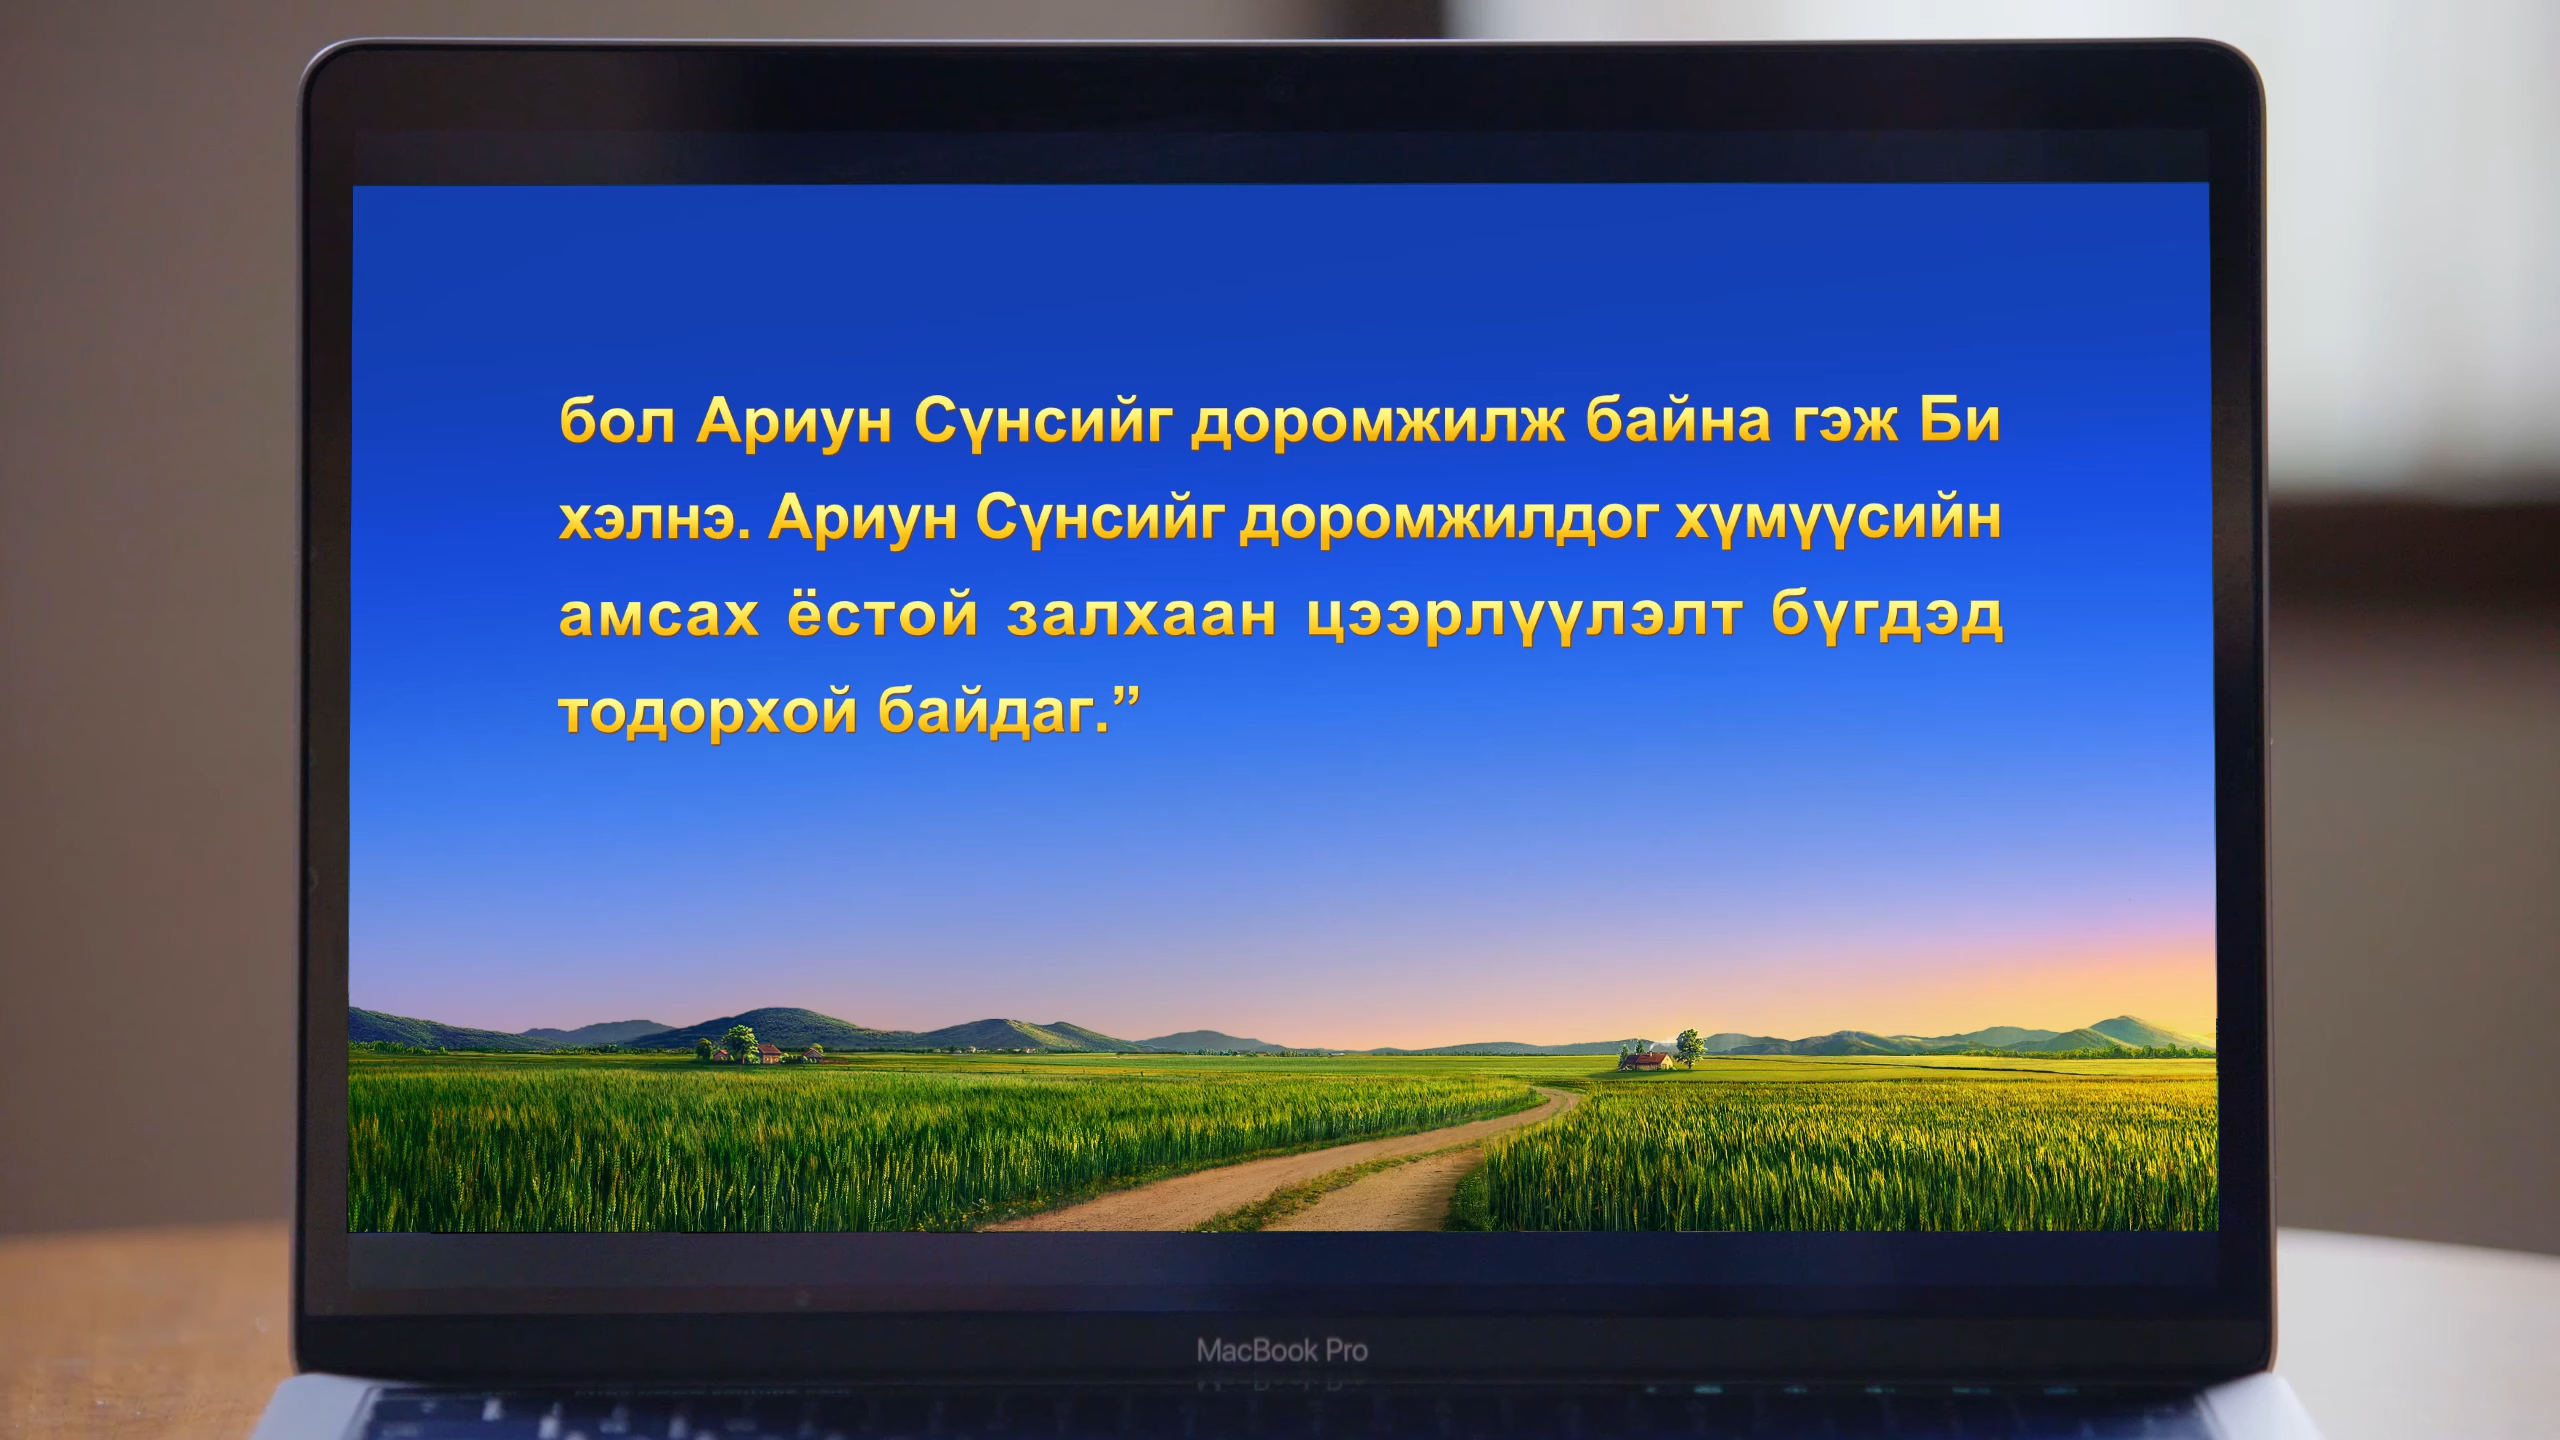 бол Ариун Сүнсийг доромжилж байна гэж Би
хэлнэ. Ариун Сүнсийг доромжилдог хүмүүсийн
амсах ёстой залхаан цээрлүүлэлт бүгдэд
тодорхой байдаг.”
MacBook Pro